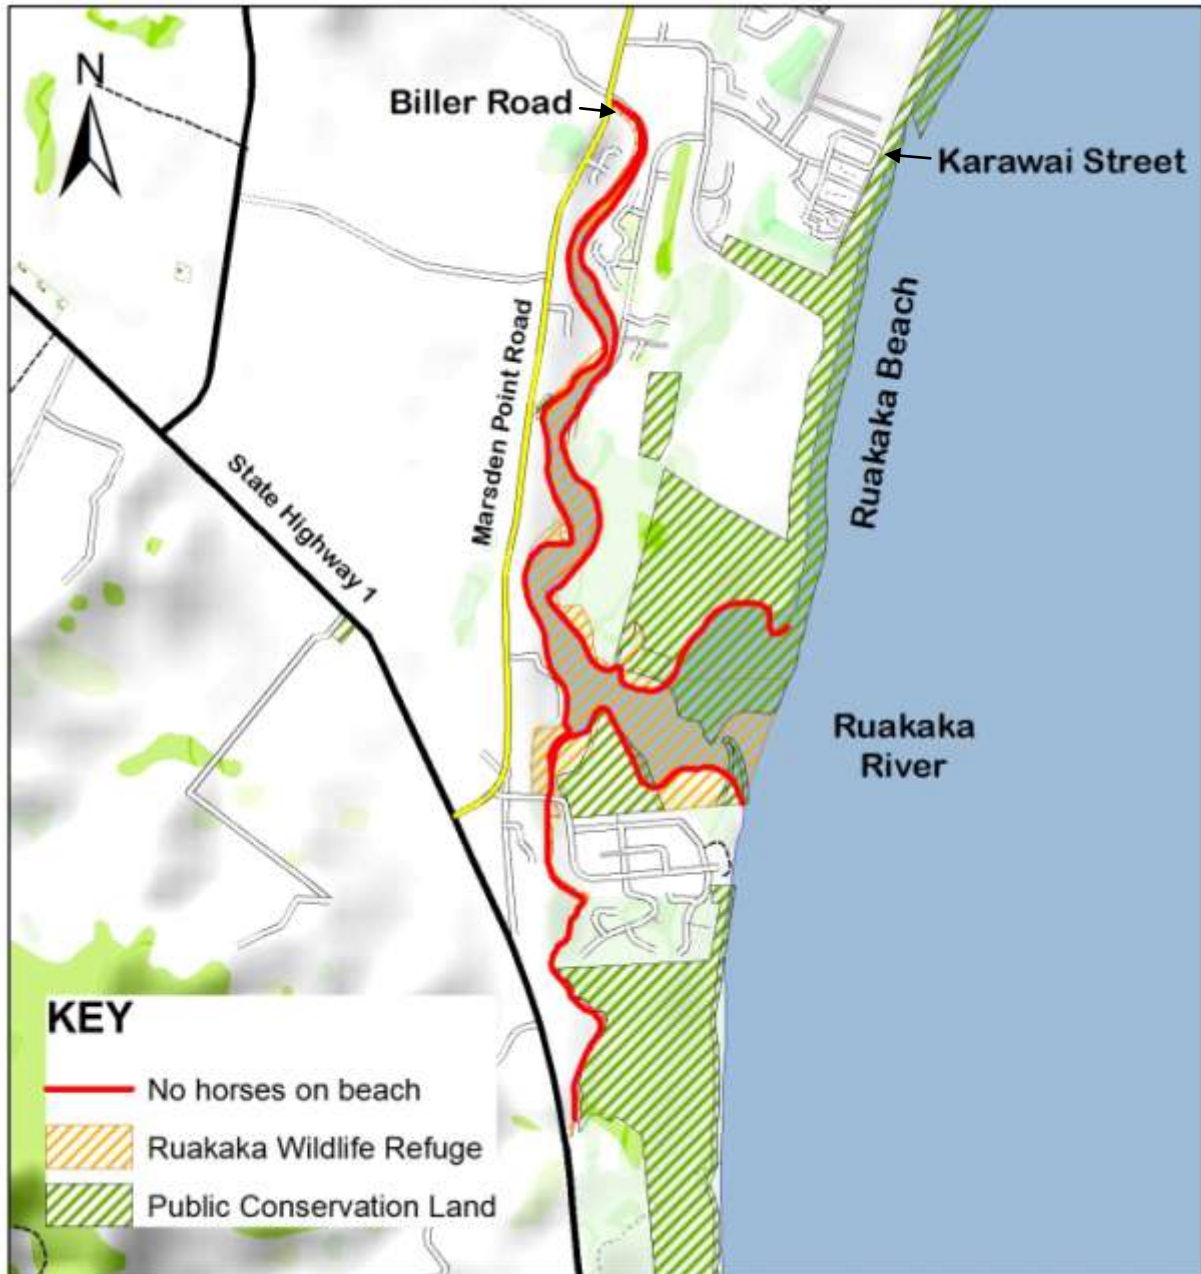 N
Biller Road
Karawai Street
Marsden Point Road
Ruakaka Beach
State Highway 1
Ruakaka
River
KEY
No horses on beach
Ruakaka Wildlife Refuge
Public Conservation Land